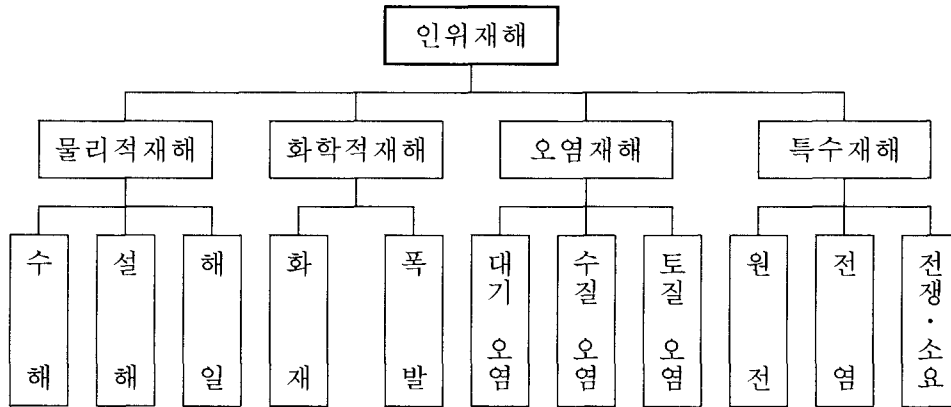 인위재해
물리적재해
화학적재해
오염재해
특수재해
수해
설해
해일
화재
폭발
대기 오염
수질 오염
토질 오염
원전
전염
전쟁·소요